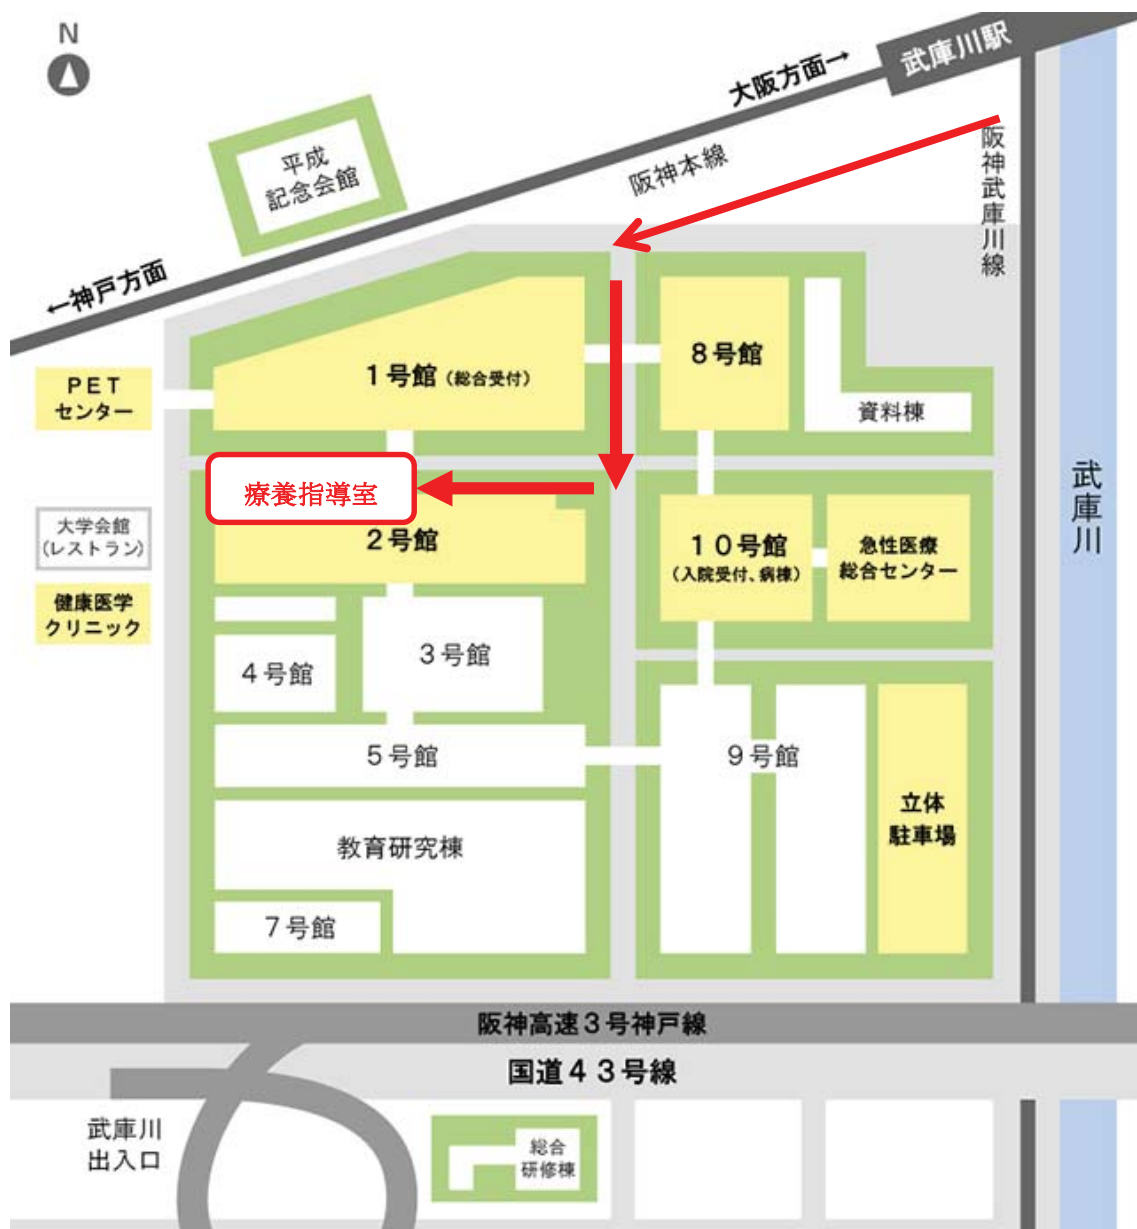 N
武庫川駅
大阪方面→
阪神本線
阪神武庫川線
平成
記念会館
←神戸方面
PET
センター
1号館(総合受付)
8号館
資料棟
武庫川
療養指導室
大学会館
(レストラン)
2号館
10号館
(入院受付、病棟)
急性医療
総合センター
健康医学
クリニック
4号館
3号館
5号館
9号館
立体
駐車場
教育研究棟
7号館
阪神高速3号神戸線
国道43号線
武庫川
出入口
総合
研修棟